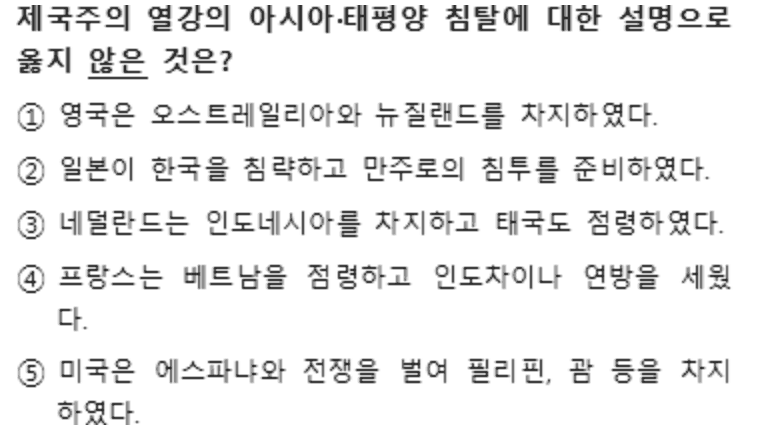 제국주의 열강의 아시아·태평양 침탈에 대한 설명으로
옳지 않은 것은?
① 영국은 오스트레일리아와 뉴질랜드를 차지하였다.
② 일본이 한국을 침략하고 만주로의 침투를 준비하였다.
③ 네덜란드는 인도네시아를 차지하고 태국도 점령하였다.
④ 프랑스는 베트남을 점령하고 인도차이나 연방을 세웠
다.
⑤ 미국은 에스파냐와 전쟁을 벌여 필리핀, 괌 등을 차지
하였다.